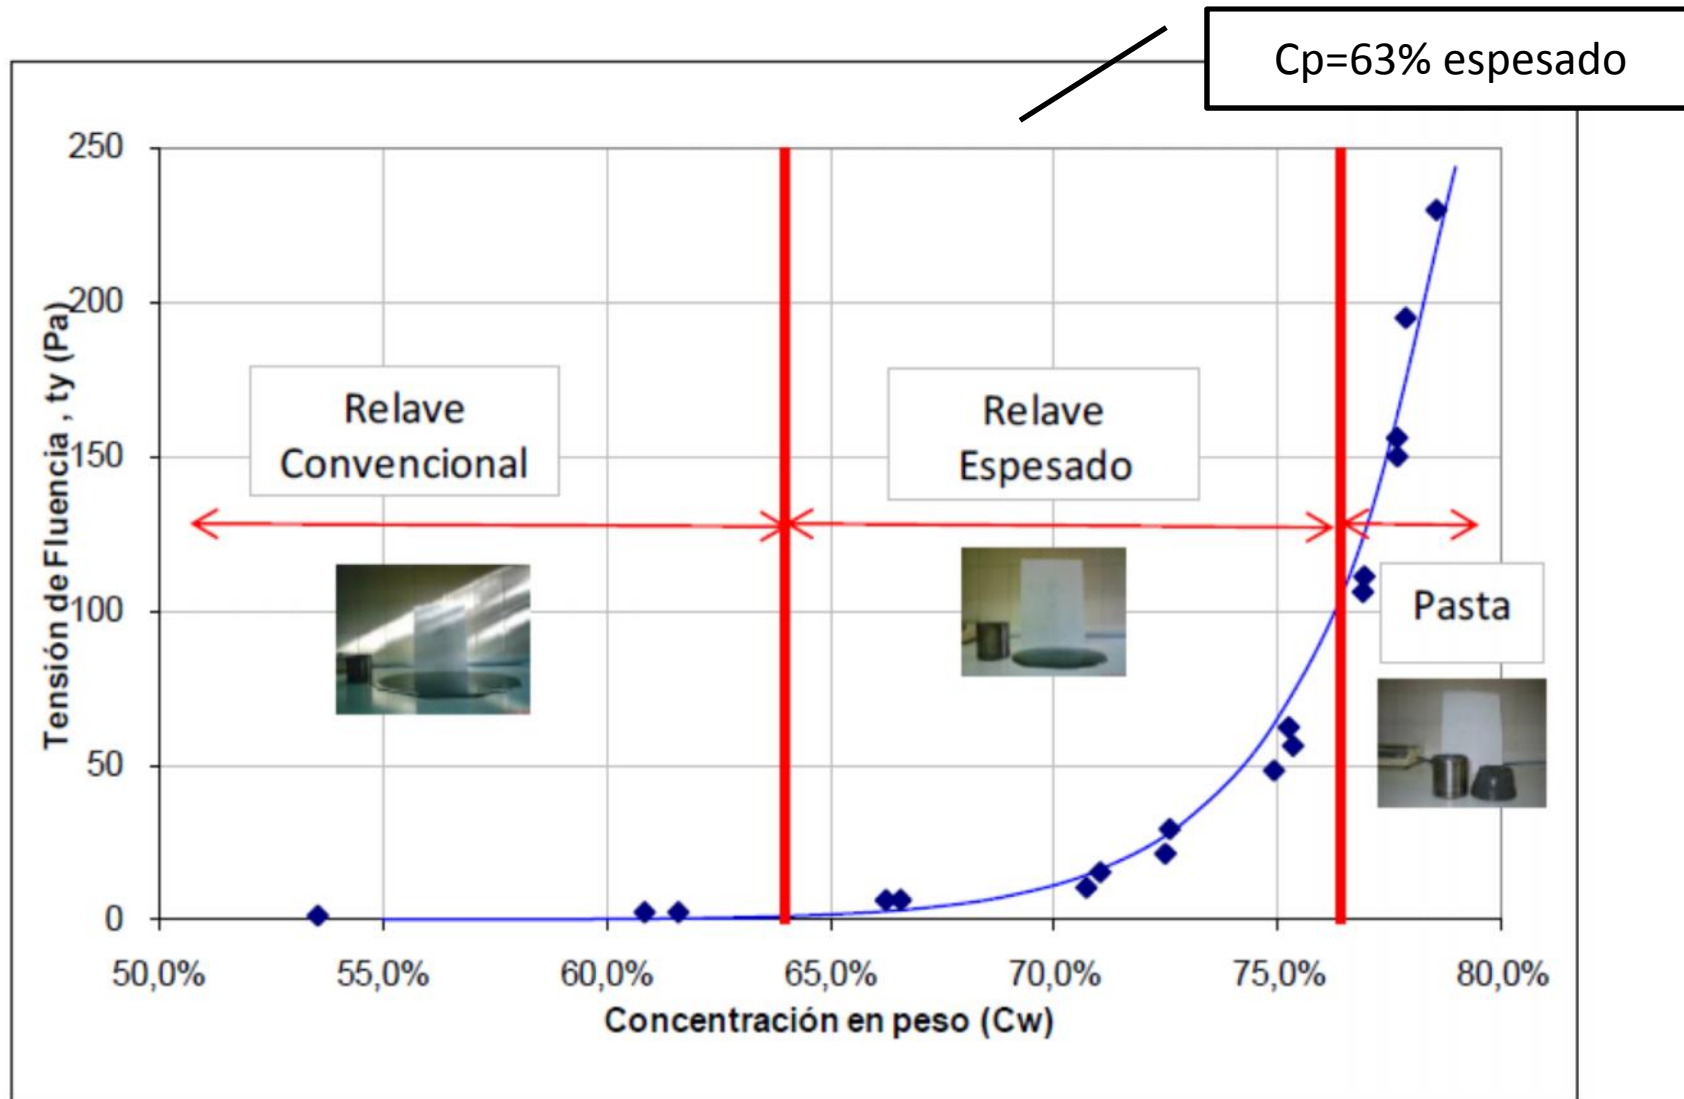 Cp=63% espesado
250
200
150
100
50
0
Tensión de Fluencia , ty (Pa)
Relave
Convencional
Relave
Espesado
Pasta
50,0% 55,0% 60,0% 65,0% 70,0% 75,0% 80,0%
Concentración en peso (Cw)